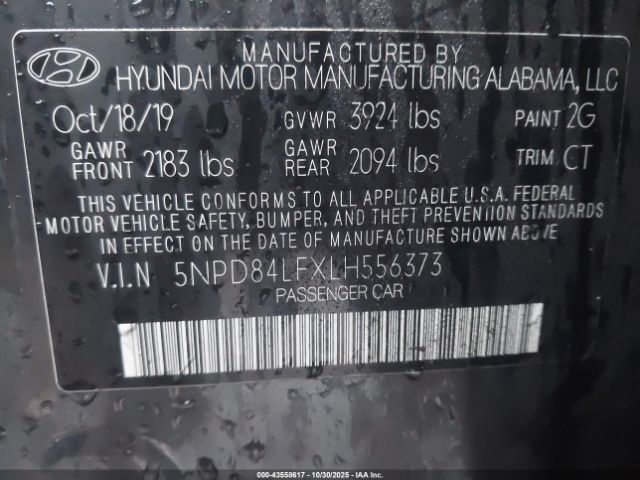 MANUFACTURED BY
HYUNDAI MOTOR MANUFACTURING ALABAMA, LLC
Oct/18/19 GVWR 3924 lbs PAINT 2G
GAWR FRONT 2183 lbs GAWR REAR 2094 lbs TRIM CT
THIS VEHICLE CONFORMS TO ALL APPLICABLE U.S.A. FEDERAL
MOTOR VEHICLE SAFETY, BUMPER, AND THEFT PREVENTION STANDARDS
IN EFFECT ON THE DATE OF MANUFACTURE SHOWN ABOVE
V.I.N 5NPD84LFXLH556373
PASSENGER CAR
000-43558617 - 10/30/2025 - IAA Inc.